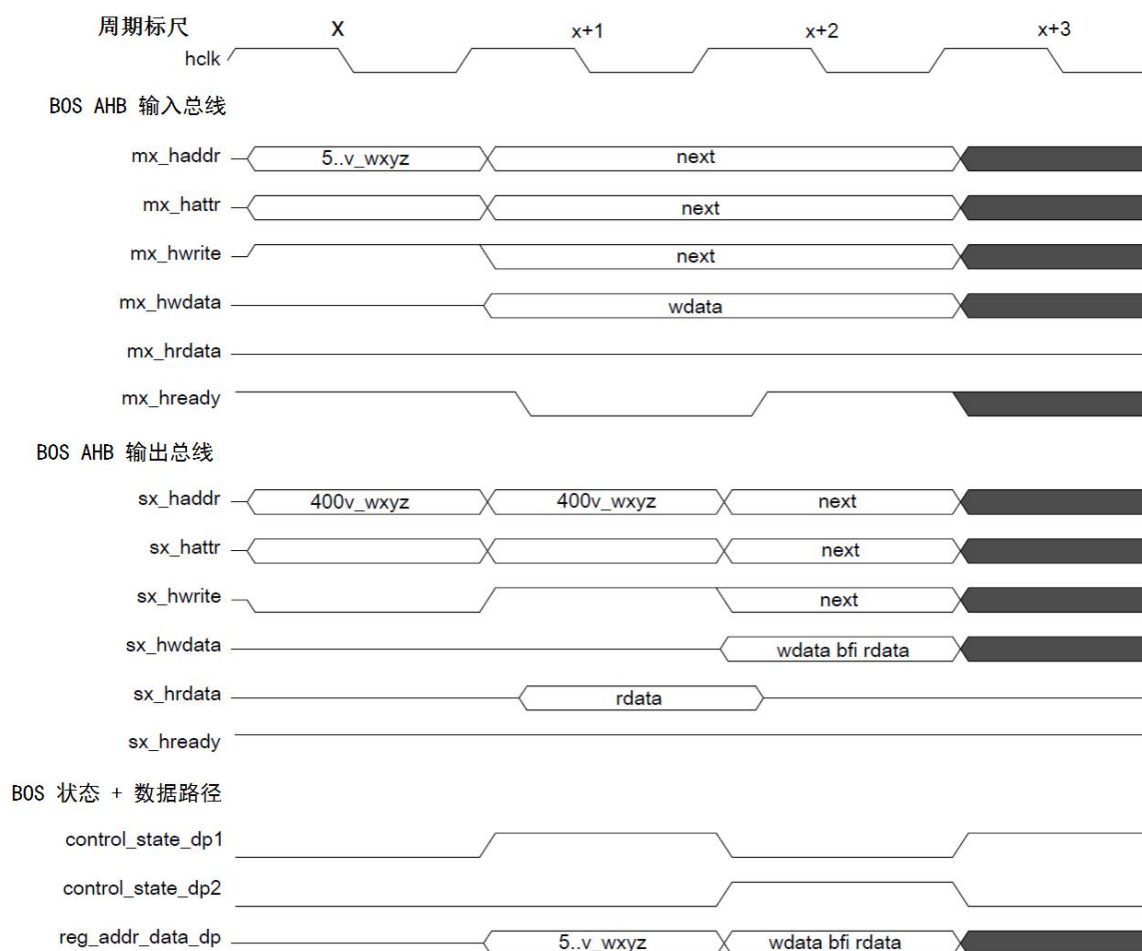 周期标尺 X x+1 x+2 x+3
hclk
BOS AHB 输入总线
mx_haddr 5..v_wxyz next
mx_hattr next
mx_hwrite next
mx_hwdata wdata
mx_hrdata
mx_hready
BOS AHB 输出总线
sx_haddr 400v_wxyz 400v_wxyz next
sx_hattr next
sx_hwrite next
sx_hwdata wdata bfi rdata
sx_hrdata rdata
sx_hready
BOS 状态 + 数据路径
control_state_dp1
control_state_dp2
reg_addr_data_dp 5..v_wxyz wdata bfi rdata